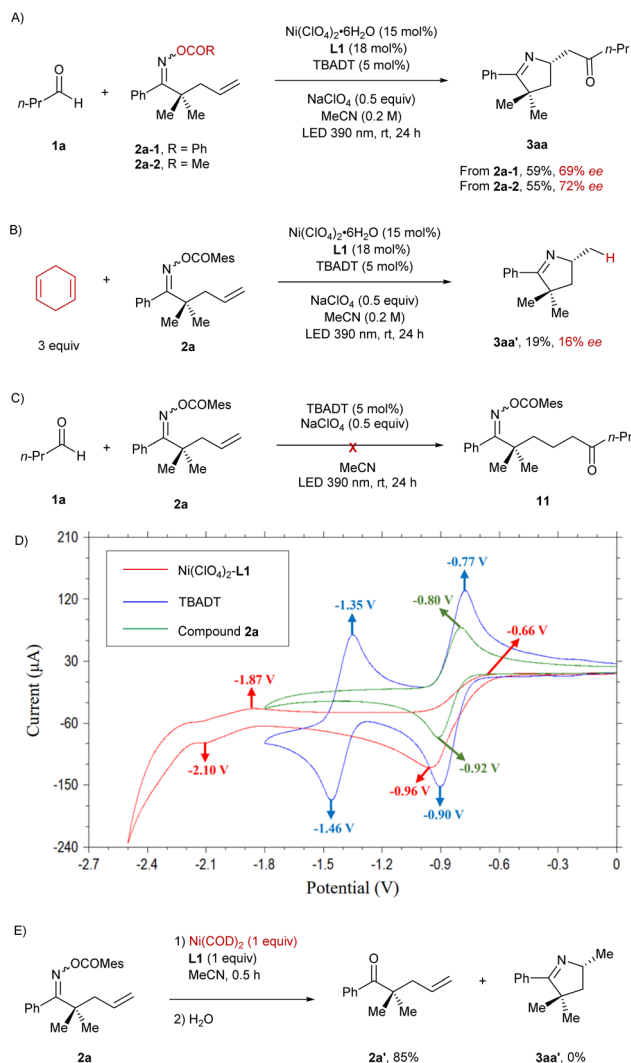 A)
n-Pr
O
H
1a
+
N
OCOR
Ph
Me
Me
2a-1, R = Ph
2a-2, R = Me
Ni(ClO4)2•6H2O (15 mol%)
L1 (18 mol%)
TBADT (5 mol%)
NaClO4 (0.5 equiv)
MeCN (0.2 M)
LED 390 nm, rt, 24 h
N
Ph
Me
Me
O
n-Pr
3aa
From 2a-1, 59%, 69% ee
From 2a-2, 55%, 72% ee
B)
3 equiv
+
N
OCOMes
Ph
Me
Me
2a
Ni(ClO4)2•6H2O (15 mol%)
L1 (18 mol%)
TBADT (5 mol%)
NaClO4 (0.5 equiv)
MeCN (0.2 M)
LED 390 nm, rt, 24 h
N
H
Ph
Me
Me
3aa', 19%, 16% ee
C)
n-Pr
O
H
1a
+
N
OCOMes
Ph
Me
Me
2a
TBADT (5 mol%)
NaClO4 (0.5 equiv)
X
MeCN
LED 390 nm, rt, 24 h
N
OCOMes
Ph
Me
Me
O
n-Pr
11
D)
Current (µA)
210
120
30
-60
-150
-240
Ni(ClO4)2-L1
TBADT
Compound 2a
-1.87 V
-2.10 V
-1.35 V
-1.46 V
-0.77 V
-0.80 V
-0.66 V
-0.92 V
-0.96 V
-0.90 V
-2.7
-2.4
-2.1
-1.8
-1.5
-1.2
-0.9
-0.6
-0.3
0
Potential (V)
E)
N
OCOMes
Ph
Me
Me
2a
1) Ni(COD)2 (1 equiv)
L1 (1 equiv)
MeCN, 0.5 h
2) H2O
O
Ph
Me
Me
2a', 85%
+
N
Me
Ph
Me
Me
3aa', 0%